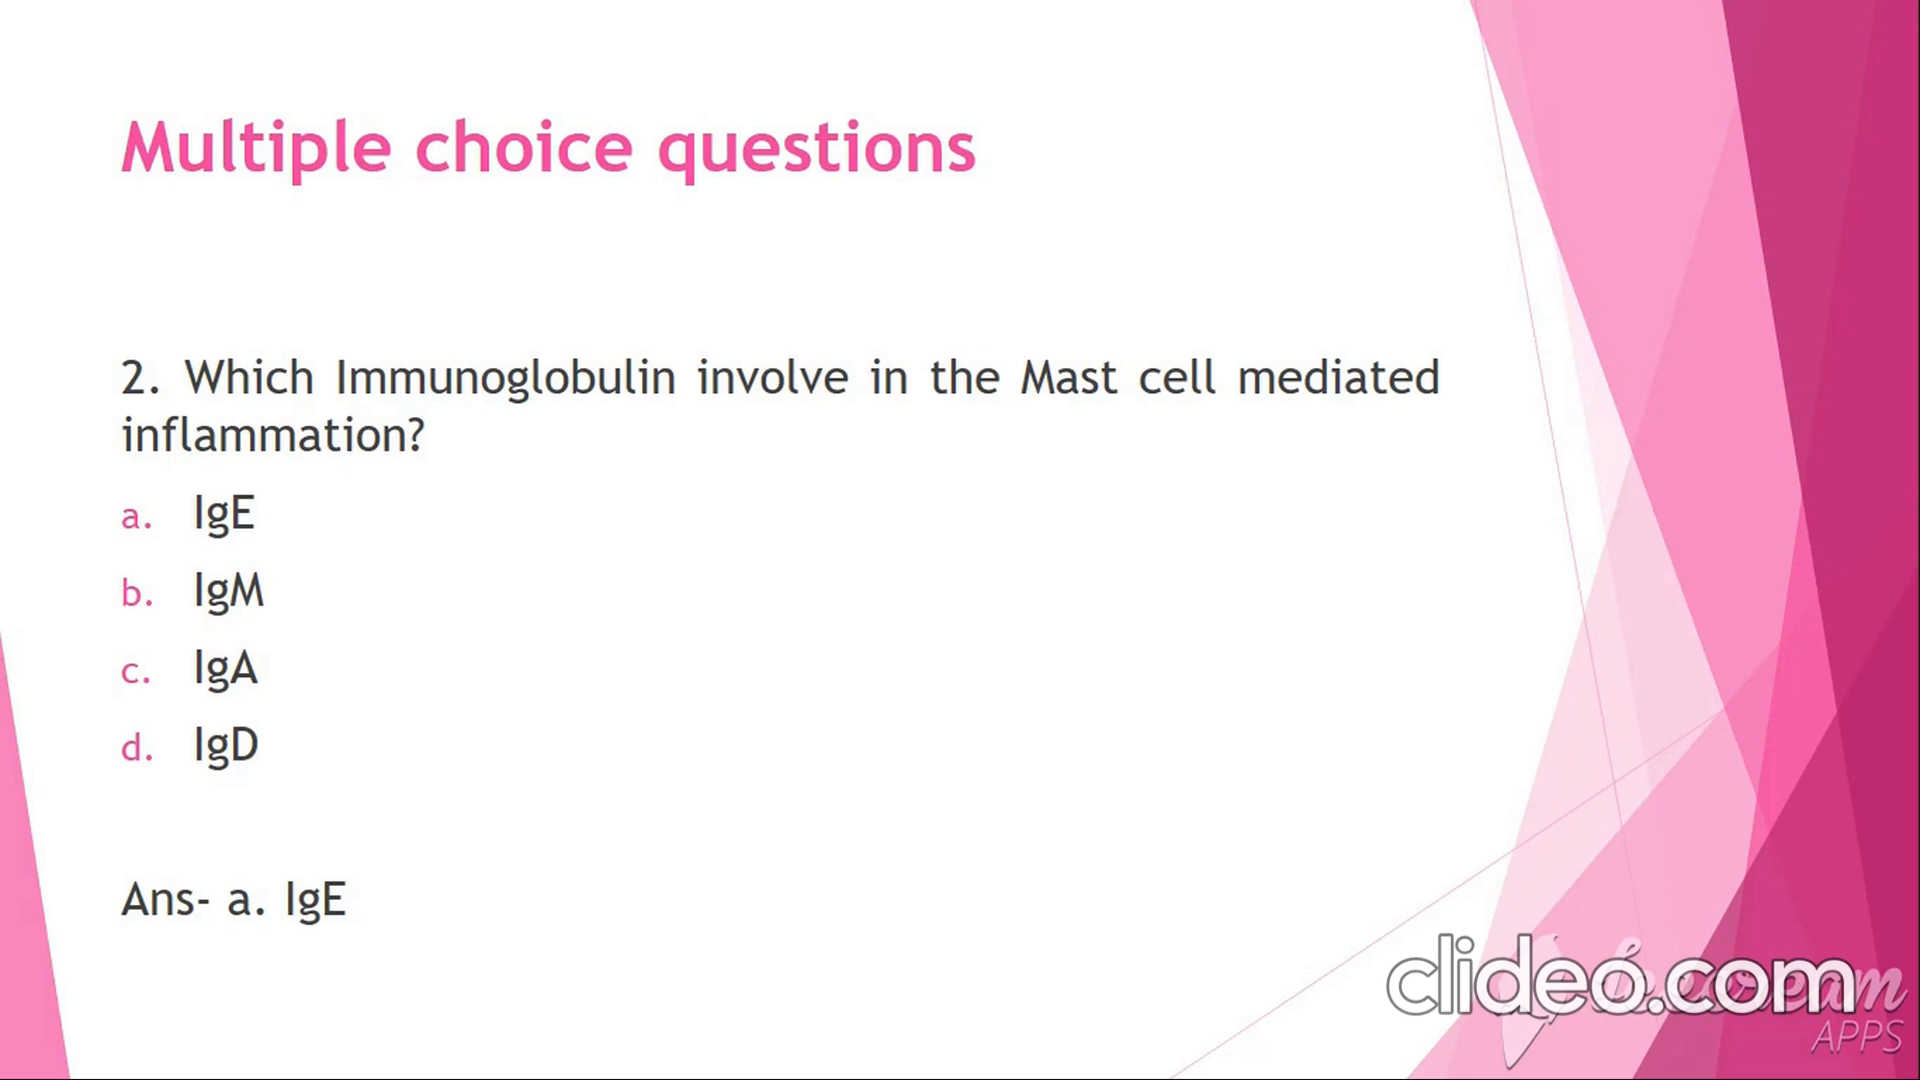 Multiple choice questions
2. Which Immunoglobulin involve in the Mast cell mediated
inflammation?
a. IgE
b. IgM
c. IgA
d. IgD
Ans- a. IgE
clideo.com
APPS